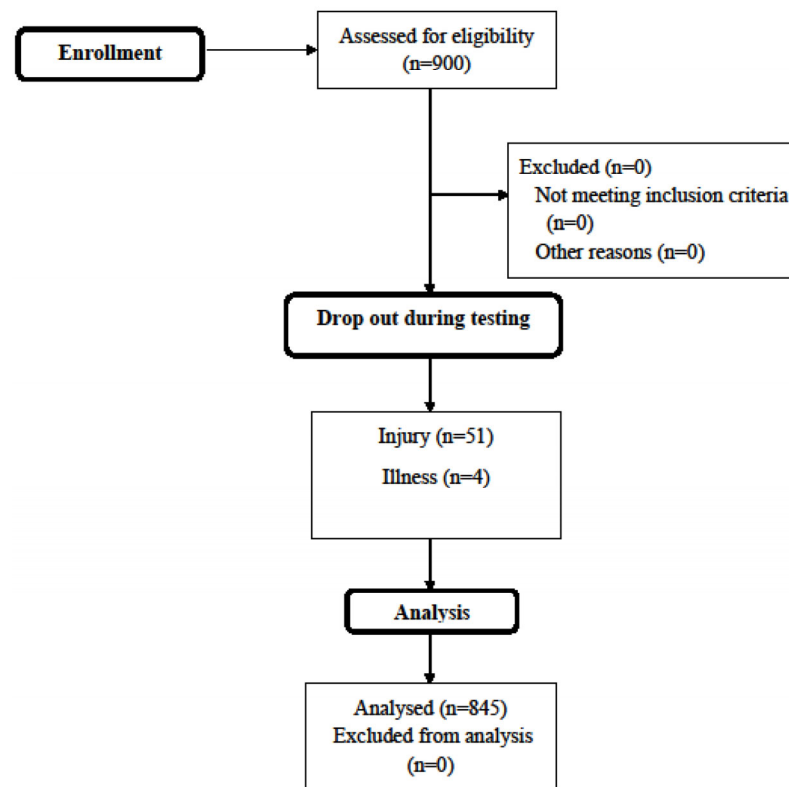 Enrollment
Assessed for eligibility
(n=900)
Excluded (n=0)
Not meeting inclusion criteria
(n=0)
Other reasons (n=0)
Drop out during testing
Injury (n=51)
Illness (n=4)
Analysis
Analysed (n=845)
Excluded from analysis
(n=0)